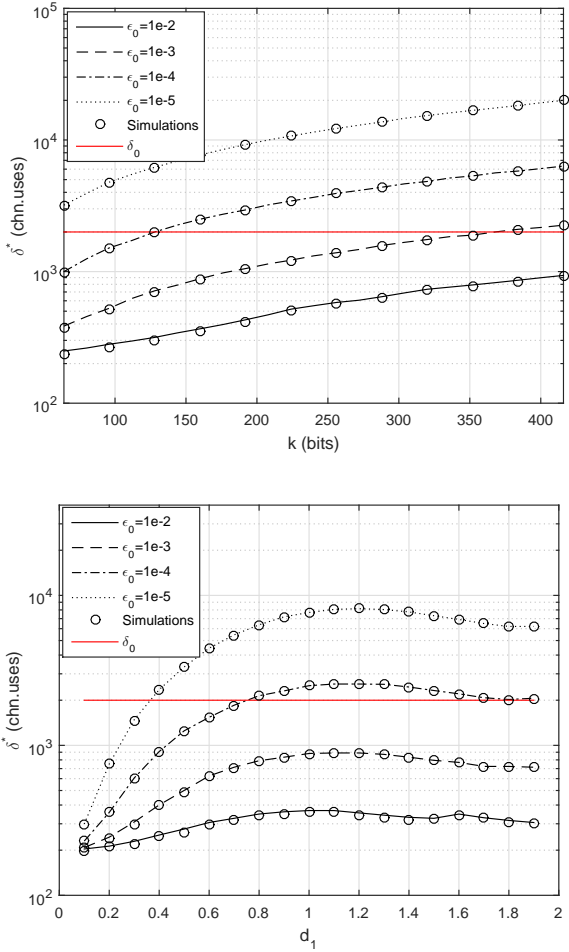 10^5
ϵ_0=1e-2
ϵ_0=1e-3
ϵ_0=1e-4
ϵ_0=1e-5
Simulations
δ_0
10^4
10^3
10^2
δ^* (chn.uses)
100 150 200 250 300 350 400
k (bits)
ϵ_0=1e-2
ϵ_0=1e-3
ϵ_0=1e-4
ϵ_0=1e-5
Simulations
δ_0
10^4
10^3
10^2
δ^* (chn.uses)
0 0.2 0.4 0.6 0.8 1 1.2 1.4 1.6 1.8 2
d_1